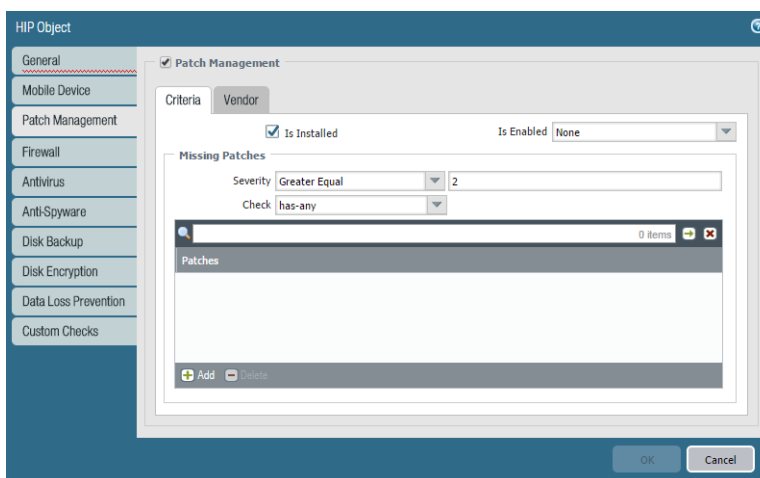 HIP Object
General
Mobile Device
Patch Management
Firewall
Antivirus
Anti-Spyware
Disk Backup
Disk Encryption
Data Loss Prevention
Custom Checks
Patch Management
Criteria Vendor
Is Installed Is Enabled None
Missing Patches
Severity Greater Equal 2
Check has-any
0 items
Patches
Add Delete
OK Cancel